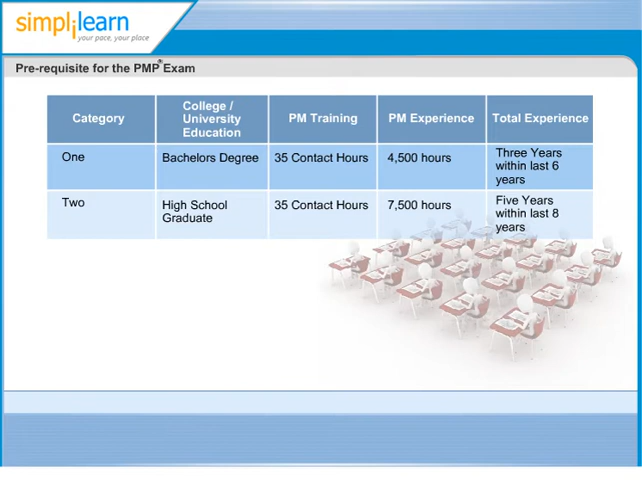 simplilearn
your pace, your place
Pre-requisite for the PMP® Exam
Category
College /
University
Education
PM Training
PM Experience
Total Experience
One
Bachelors Degree
35 Contact Hours
4,500 hours
Three Years
within last 6
years
Two
High School
Graduate
35 Contact Hours
7,500 hours
Five Years
within last 8
years